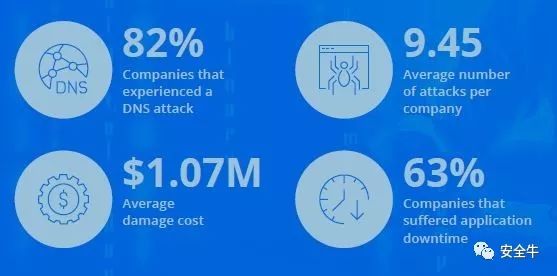 82%
Companies that
experienced a
DNS attack
DNS
9.45
Average number
of attacks per
company
$1.07M
Average
damage cost
$
63%
Companies that
suffered application
downtime
安全牛